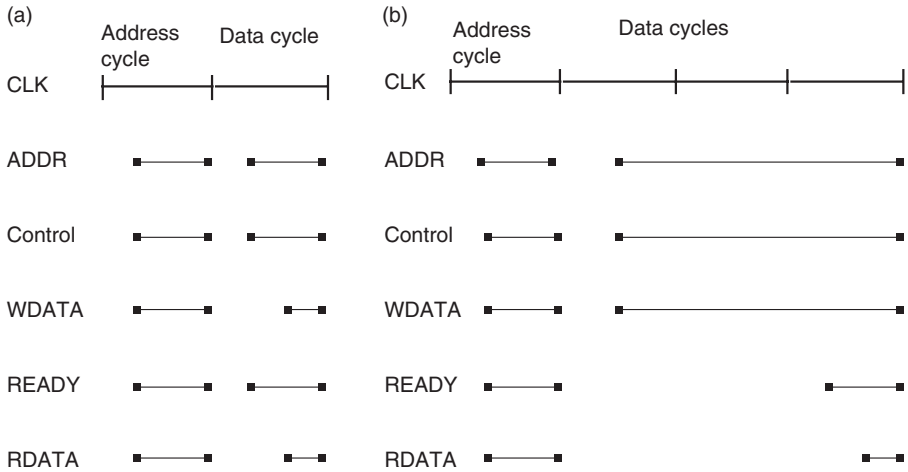 (a)
Address
cycle
Data cycle
CLK
ADDR
Control
WDATA
READY
RDATA
(b)
Address
cycle
Data cycles
CLK
ADDR
Control
WDATA
READY
RDATA